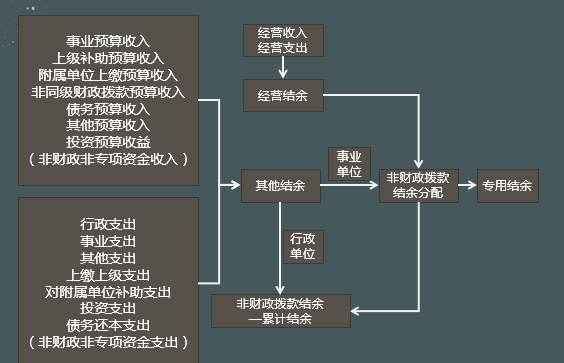 事业预算收入
上级补助预算收入
附属单位上缴预算收入
非同级财政拨款预算收入
债务预算收入
其他预算收入
投资预算收益
（非财政非专项资金收入）
行政支出
事业支出
其他支出
上缴上级支出
对附属单位补助支出
投资支出
债务还本支出
（非财政非专项资金支出）
经营收入
经营支出
经营结余
其他结余
事业
单位
行政
单位
非财政拨款
结余分配
专用结余
非财政拨款结余
—累计结余